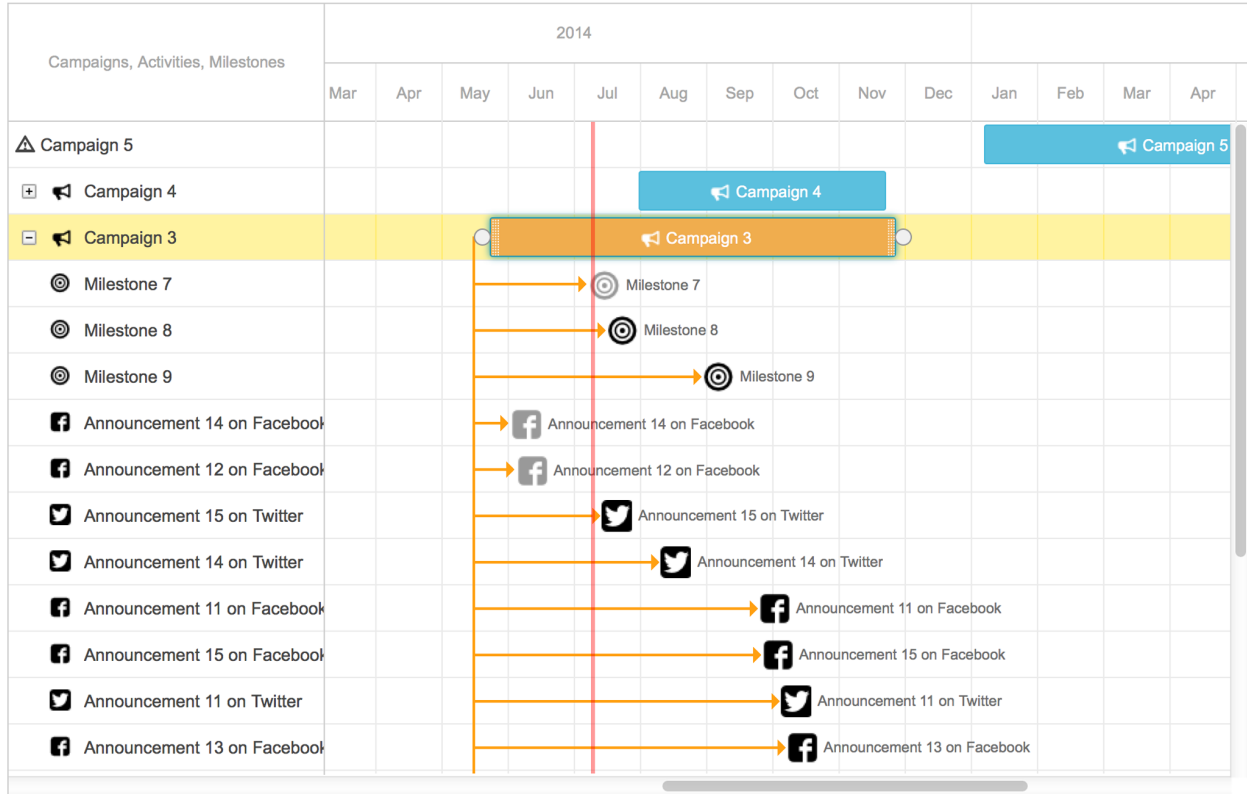 2014
Campaigns, Activities, Milestones
Mar Apr May Jun Jul Aug Sep Oct Nov Dec Jan Feb Mar Apr
Campaign 5 Campaign 5
Campaign 4 Campaign 4
Campaign 3 Campaign 3
Milestone 7 Milestone 7
Milestone 8 Milestone 8
Milestone 9 Milestone 9
Announcement 14 on Facebook Announcement 14 on Facebook
Announcement 12 on Facebook Announcement 12 on Facebook
Announcement 15 on Twitter Announcement 15 on Twitter
Announcement 14 on Twitter Announcement 14 on Twitter
Announcement 11 on Facebook Announcement 11 on Facebook
Announcement 15 on Facebook Announcement 15 on Facebook
Announcement 11 on Twitter Announcement 11 on Twitter
Announcement 13 on Facebook Announcement 13 on Facebook